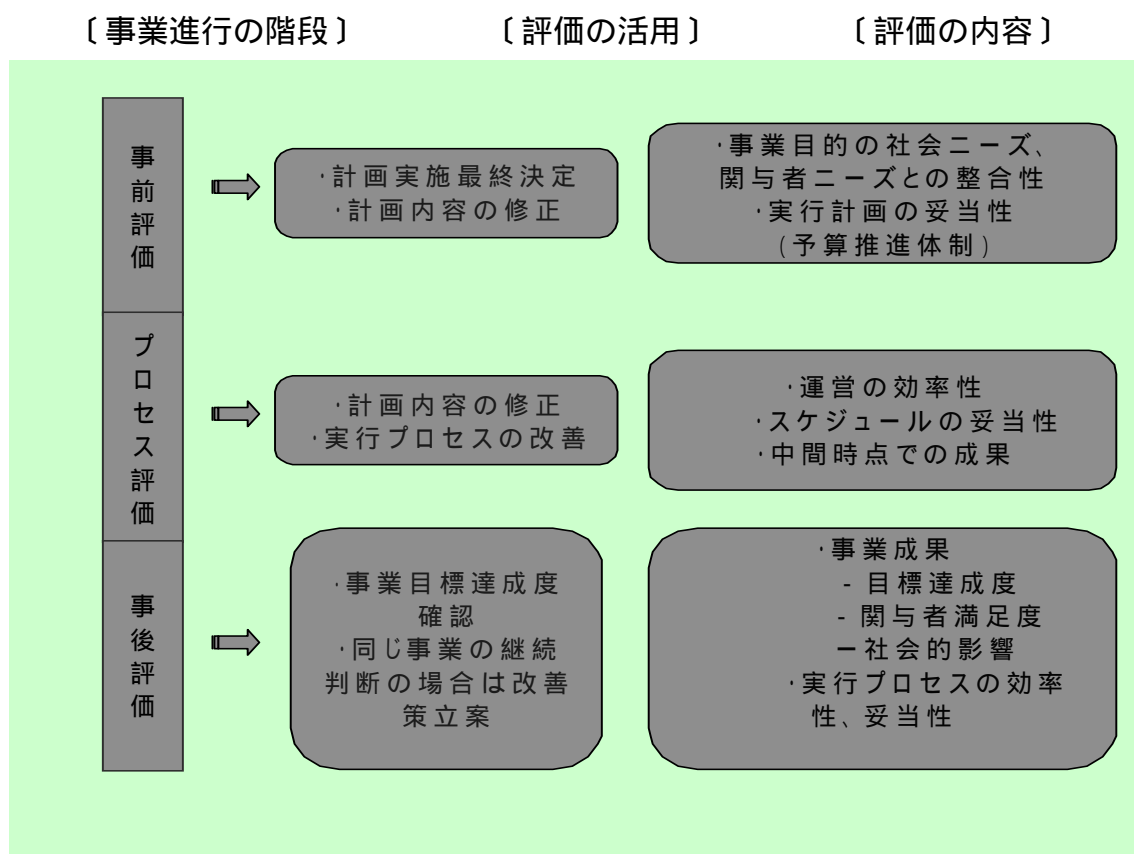 〔事業進行の階段〕 〔評価の活用〕 〔評価の内容〕
事前評価
・計画実施最終決定
・計画内容の修正
・事業目的の社会ニーズ、
関与者ニーズとの整合性
・実行計画の妥当性
(予算推進体制)
プロセス評価
・計画内容の修正
・実行プロセスの改善
・運営の効率性
・スケジュールの妥当性
・中間時点での成果
事後評価
・事業目標達成度
確認
・同じ事業の継続
判断の場合は改善
策立案
・事業成果
- 目標達成度
- 関与者満足度
ー社会的影響
・実行プロセスの効率
性、妥当性